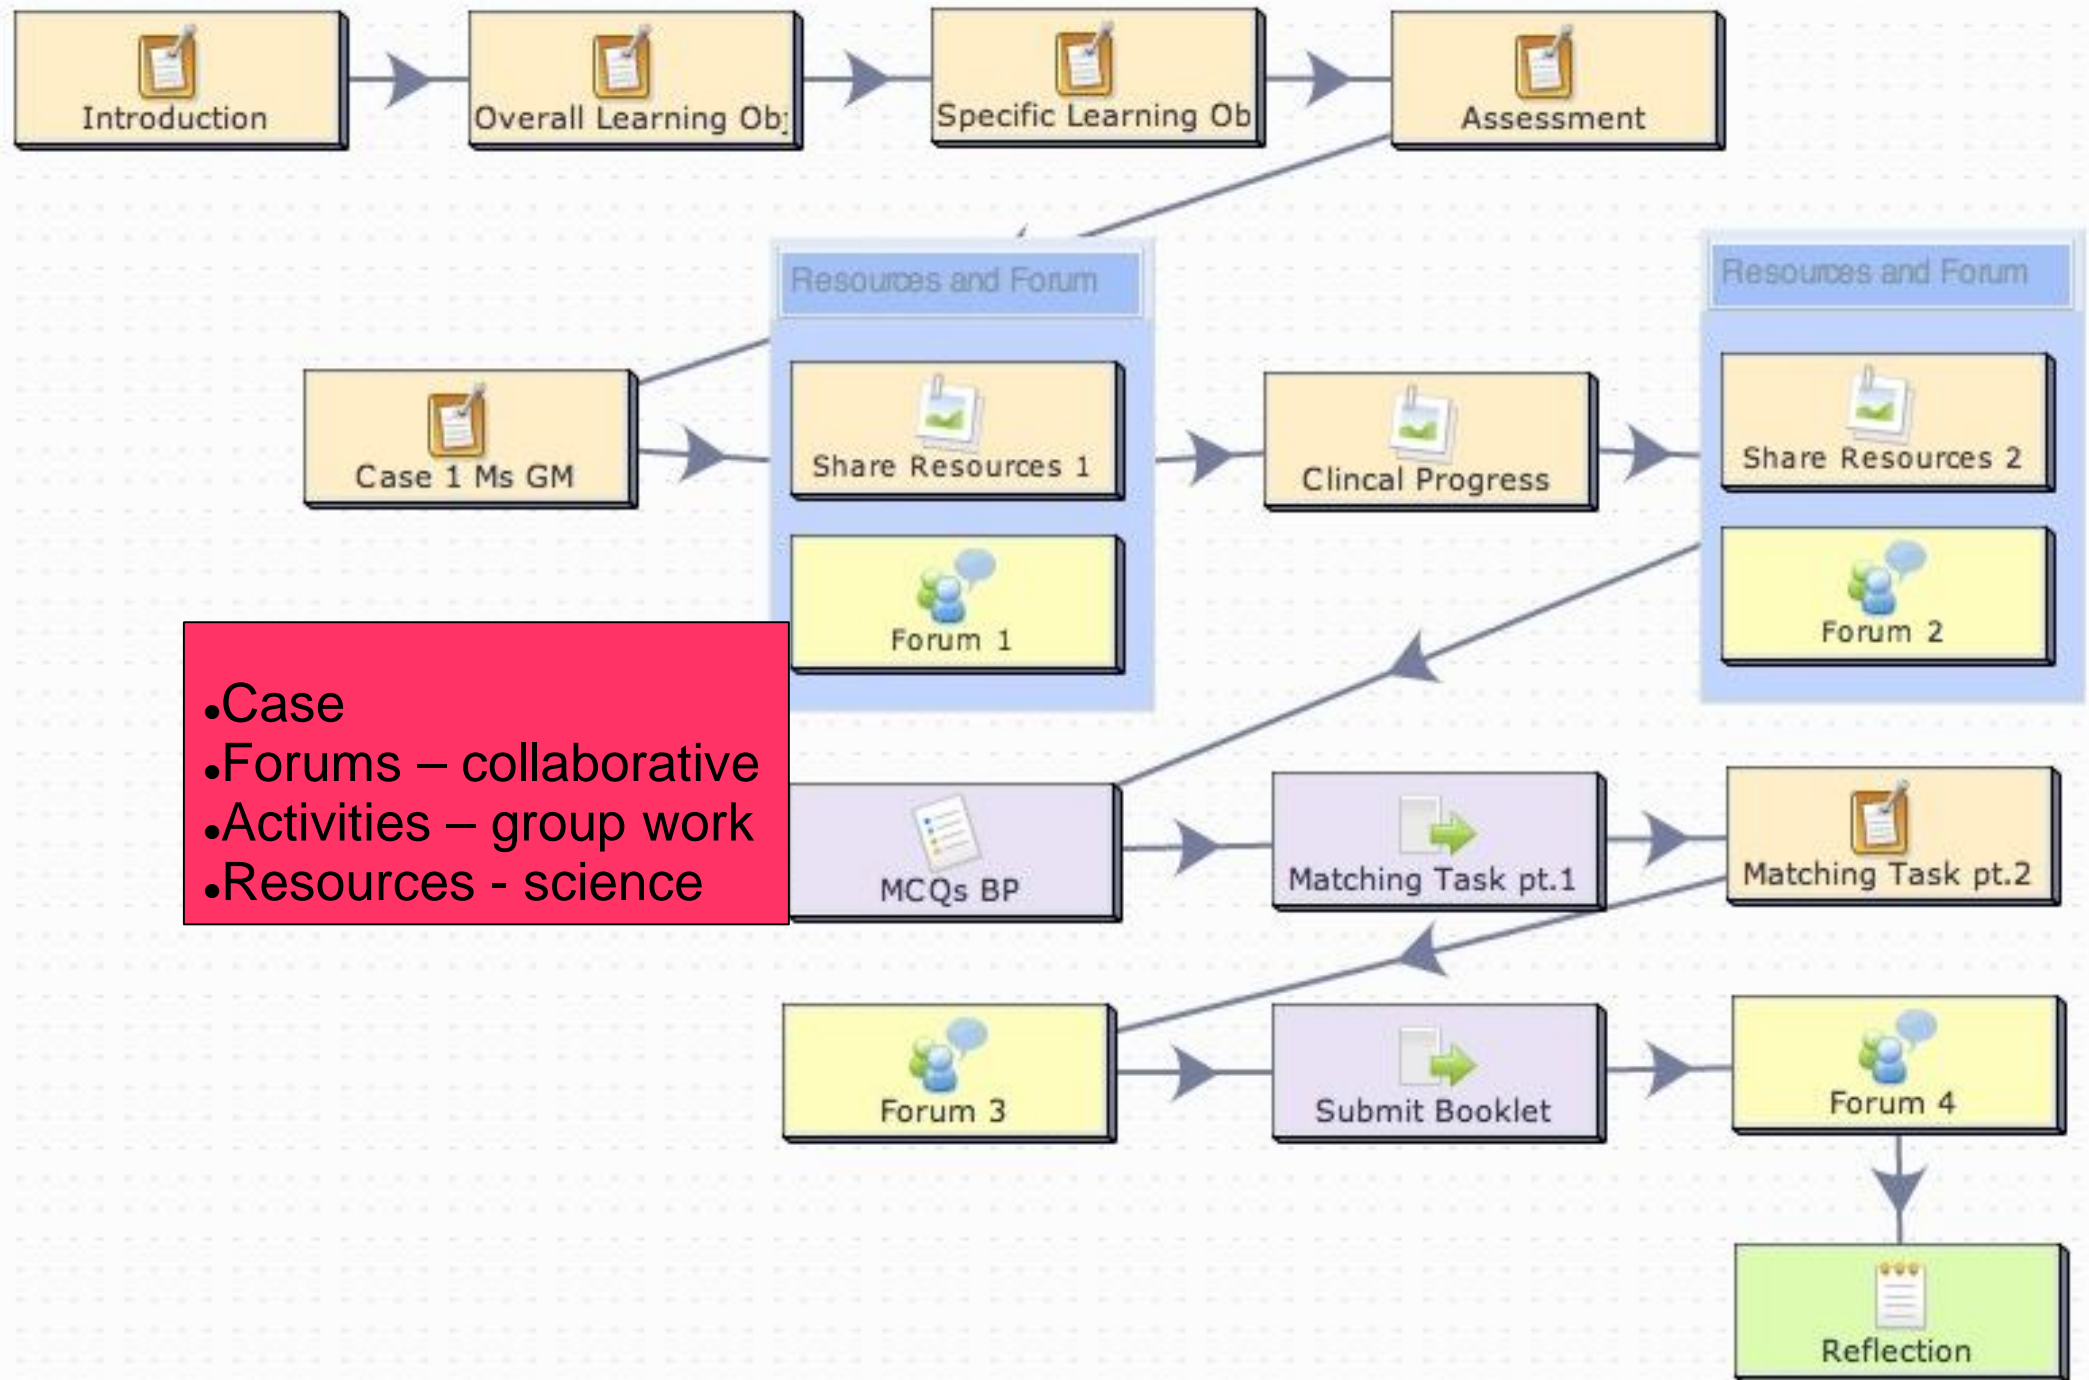 Introduction
Overall Learning Obj
Specific Learning Ob
Assessment
Resources and Forum
Resources and Forum
Case 1 Ms GM
Share Resources 1
Clincal Progress
Share Resources 2
Forum 1
Forum 2
•Case
•Forums – collaborative
•Activities – group work
•Resources - science
MCQs BP
Matching Task pt.1
Matching Task pt.2
Forum 3
Submit Booklet
Forum 4
Reflection